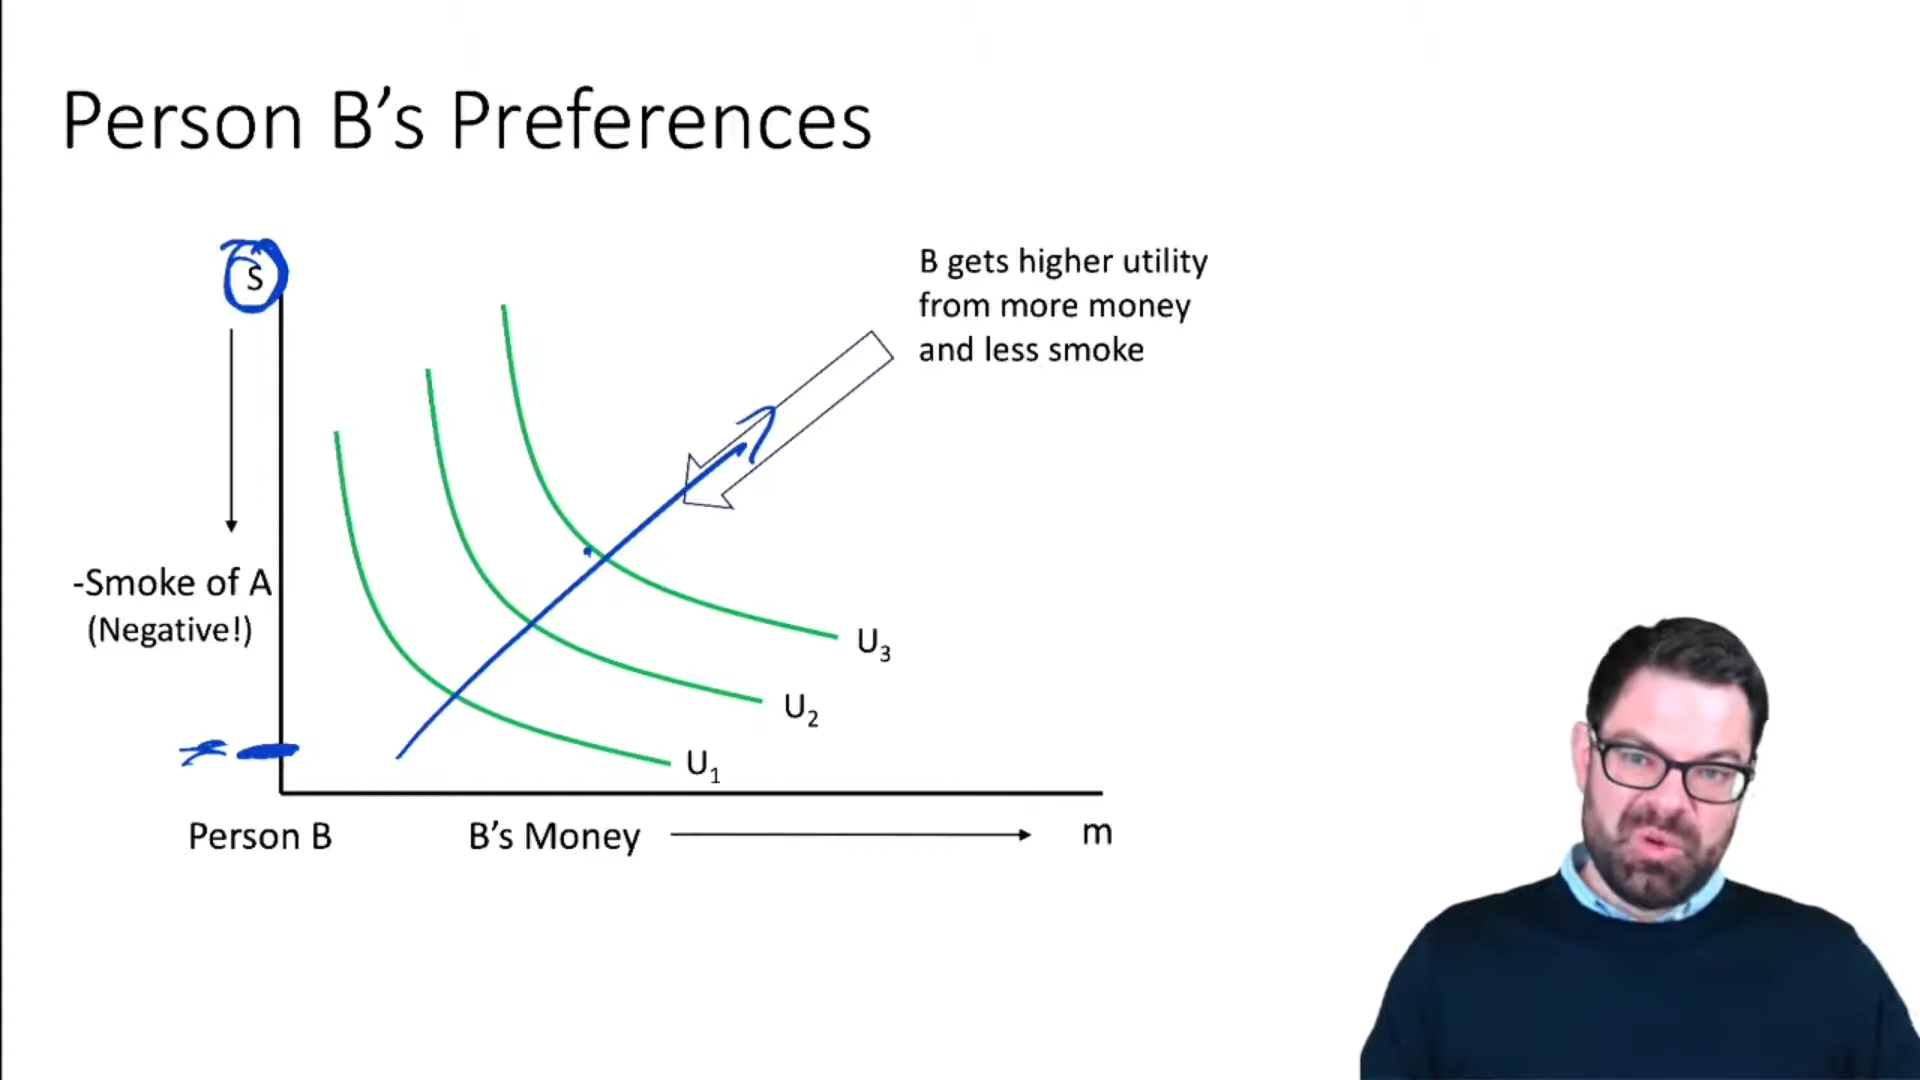 Person B's Preferences
S
B gets higher utility
from more money
and less smoke
-Smoke of A
(Negative!)
U3
U2
U1
Person B
B's Money
m